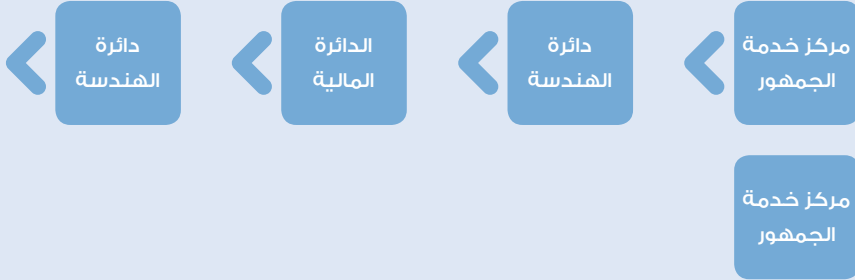 مركز خدمة
الجمهور
دائرة
الهندسة
الدائرة
المالية
دائرة
الهندسة
مركز خدمة
الجمهور